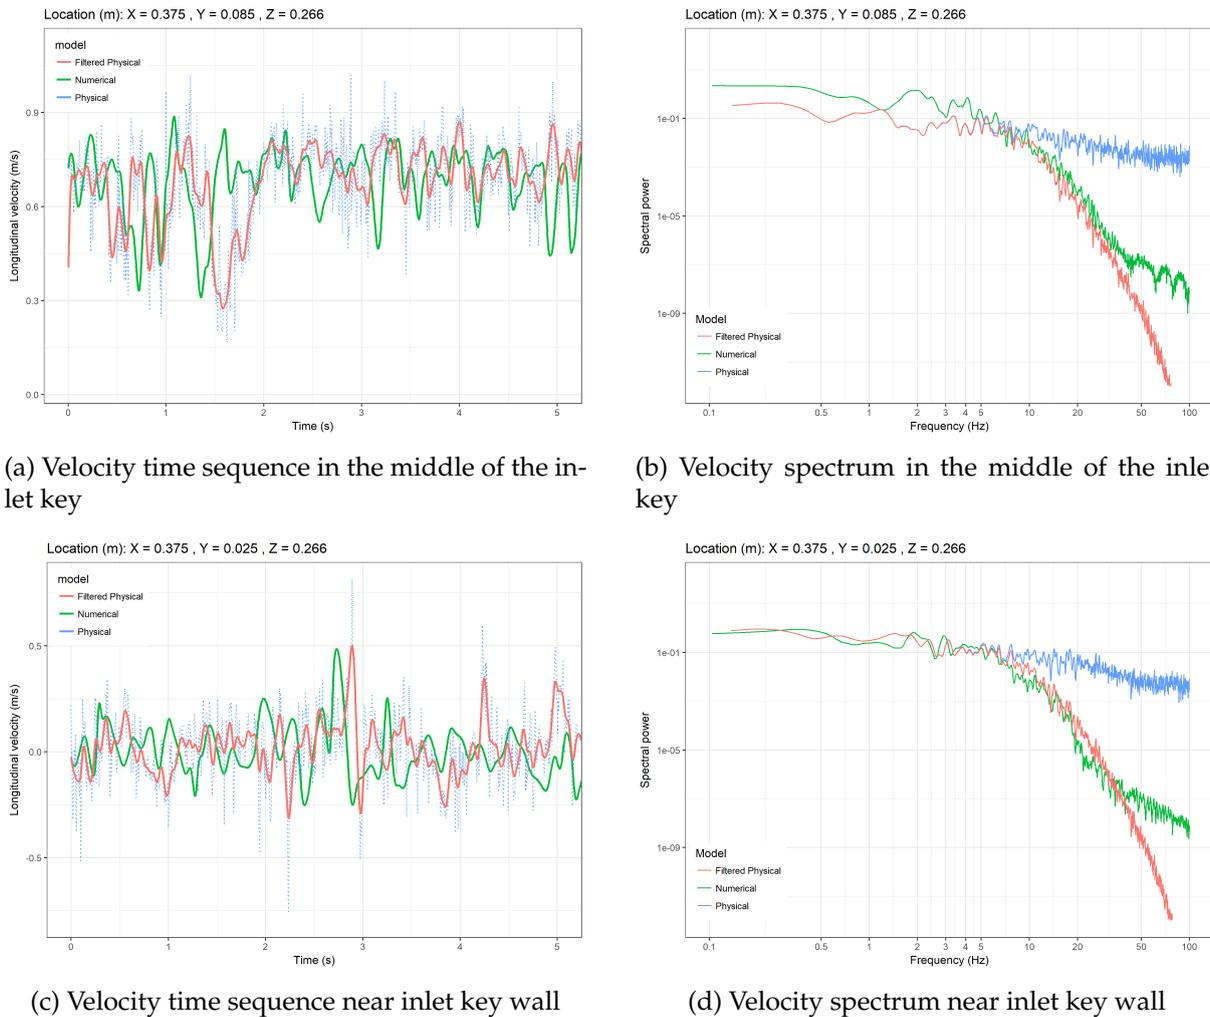 Location (m): X = 0.375 , Y = 0.085 , Z = 0.266
model
Filtered Physical
Numerical
Physical
Longitudinal velocity (m/s)
0.9
0.6
0.3
0.0
0
1
2
3
4
5
Time (s)
(a) Velocity time sequence in the middle of the in-
let key
Location (m): X = 0.375 , Y = 0.085 , Z = 0.266
Spectral power
1e-01
1e-05
1e-09
Model
Filtered Physical
Numerical
Physical
0.1
0.5
1
2
3
4
5
10
20
50
100
Frequency (Hz)
(b) Velocity spectrum in the middle of the inle
key
Location (m): X = 0.375 , Y = 0.025 , Z = 0.266
model
Filtered Physical
Numerical
Physical
Longitudinal velocity (m/s)
0.5
0.0
-0.5
0
1
2
3
4
5
Time (s)
(c) Velocity time sequence near inlet key wall
Location (m): X = 0.375 , Y = 0.025 , Z = 0.266
Spectral power
1e-01
1e-05
1e-09
Model
Filtered Physical
Numerical
Physical
0.1
0.5
1
2
3
4
5
10
20
50
100
Frequency (Hz)
(d) Velocity spectrum near inlet key wall